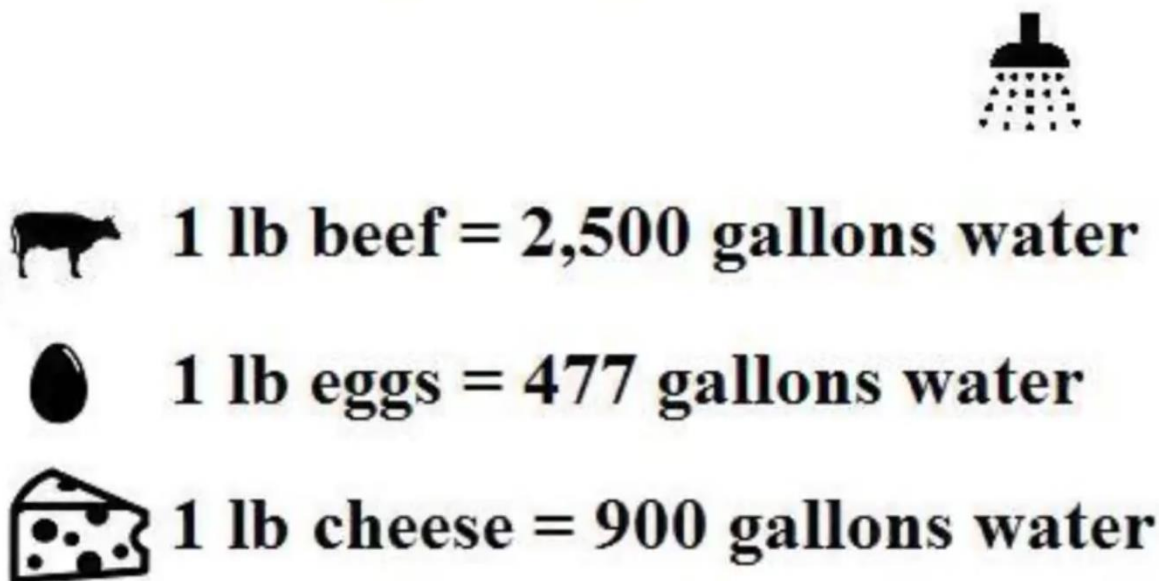 1 lb beef = 2,500 gallons water
1 lb eggs = 477 gallons water
1 lb cheese = 900 gallons water